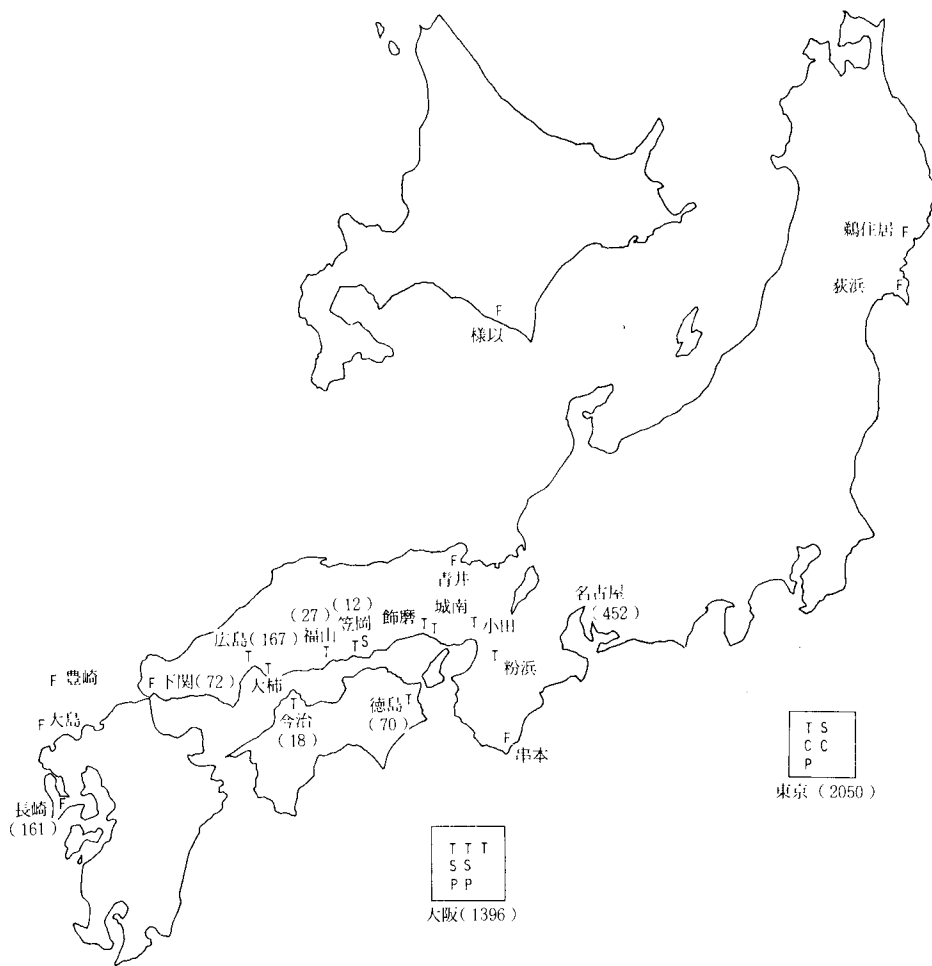 鵜住居 F
荻浜 F
F
様以
F
青井
名古屋
(452)
城南
T 小田
飾磨
T T
(12)
笠岡
T S
(27)
福山
T
広島(167)
T
T
大柿
T
粉浜
F 豊崎
F 下関(72)
F 大島
T
今治
(18)
徳島 T
(70)
F
串本
長崎 F
(161)
T S
C C
P
東京(2050)
T T T
S S
P P
大阪(1396)